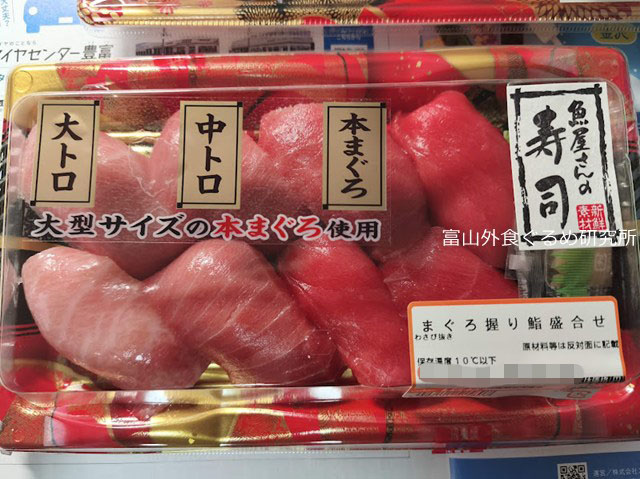 イヤセンター豊富
大トロ
中トロ
本まぐろ
大型サイズの本まぐろ使用
魚屋さんの
寿司
新鮮
素材
富山外食ぐるめ研究所
まぐろ握り鮨盛合せ
わさび抜き
原材料等は反対面に記載
保存温度10℃以下